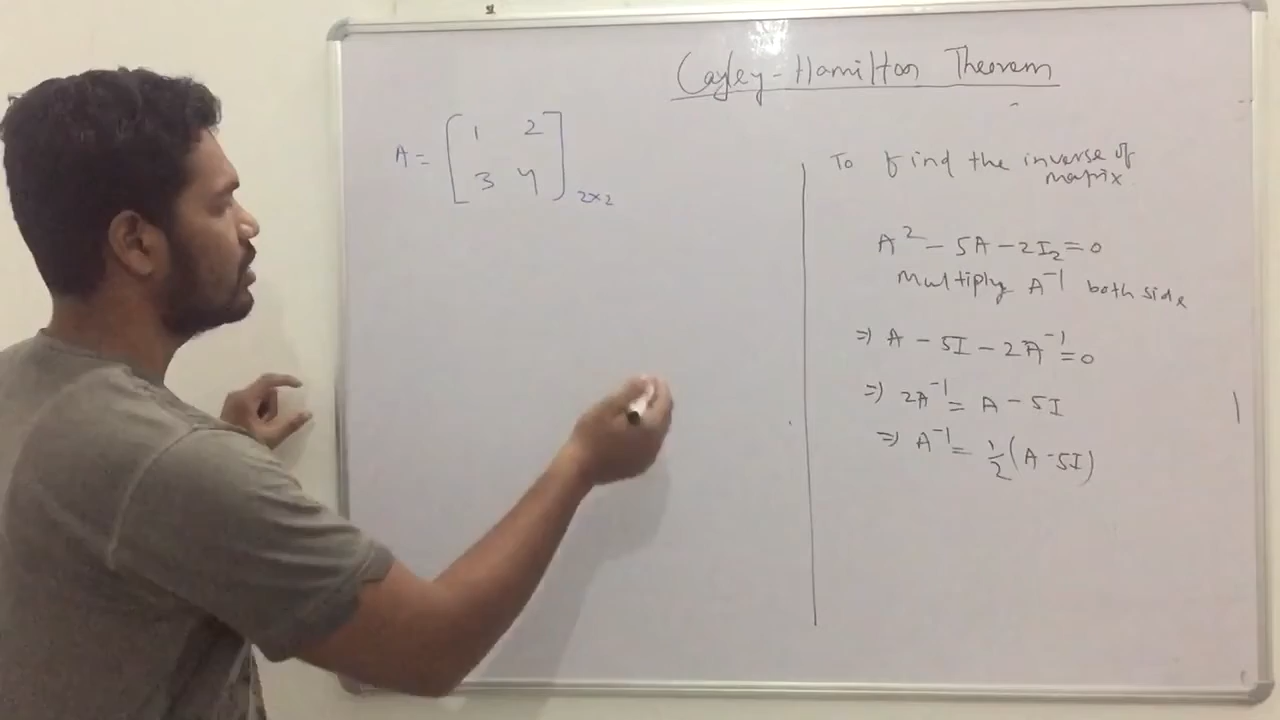 Cayley-Hamilton Theorem
A = [ 1 2
3 4 ] 2×2
To find the inverse of
matrix
A² - 5A - 2I₂ = 0
Multiply A⁻¹ both side
⇒ A - 5I - 2A⁻¹ = 0
⇒ 2A⁻¹ = A - 5I
⇒ A⁻¹ = 1/2 (A - 5I)